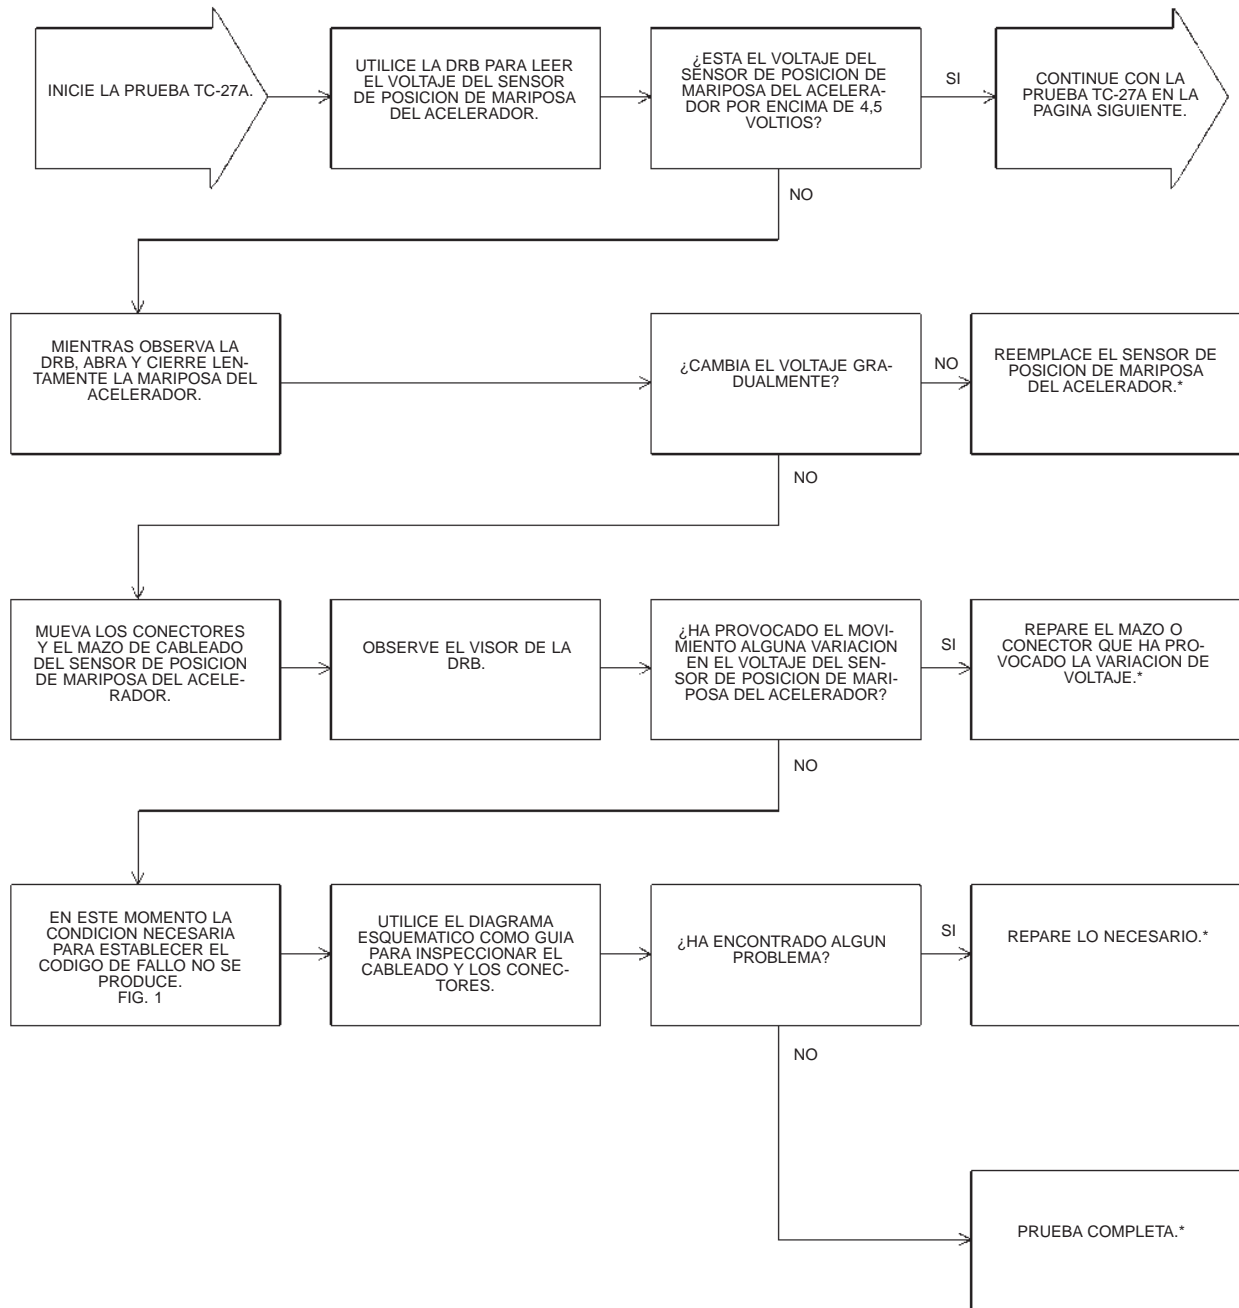 INICIE LA PRUEBA TC-27A.
UTILICE LA DRB PARA LEER
EL VOLTAJE DEL SENSOR
DE POSICION DE MARIPOSA
DEL ACELERADOR.
¿ESTA EL VOLTAJE DEL
SENSOR DE POSICION DE
MARIPOSA DEL ACELERA-
DOR POR ENCIMA DE 4,5
VOLTIOS?
SI
CONTINUE CON LA
PRUEBA TC-27A EN LA
PAGINA SIGUIENTE.
NO
MIENTRAS OBSERVA LA
DRB, ABRA Y CIERRE LEN-
TAMENTE LA MARIPOSA DEL
ACELERADOR.
¿CAMBIA EL VOLTAJE GRA-
DUALMENTE?
NO
REEMPLACE EL SENSOR DE
POSICION DE MARIPOSA
DEL ACELERADOR.*
NO
MUEVA LOS CONECTORES
Y EL MAZO DE CABLEADO
DEL SENSOR DE POSICION
DE MARIPOSA DEL ACELE-
RADOR.
OBSERVE EL VISOR DE LA
DRB.
¿HA PROVOCADO EL MOVI-
MIENTO ALGUNA VARIACION
EN EL VOLTAJE DEL SEN-
SOR DE POSICION DE MARI-
POSA DEL ACELERADOR?
SI
REPARE EL MAZO O
CONECTOR QUE HA PRO-
VOCADO LA VARIACION DE
VOLTAJE.*
NO
EN ESTE MOMENTO LA
CONDICION NECESARIA
PARA ESTABLECER EL
CODIGO DE FALLO NO SE
PRODUCE.
FIG. 1
UTILICE EL DIAGRAMA
ESQUEMATICO COMO GUIA
PARA INSPECCIONAR EL
CABLEADO Y LOS CONEC-
TORES.
¿HA ENCONTRADO ALGUN
PROBLEMA?
SI
REPARE LO NECESARIO.*
NO
PRUEBA COMPLETA.*